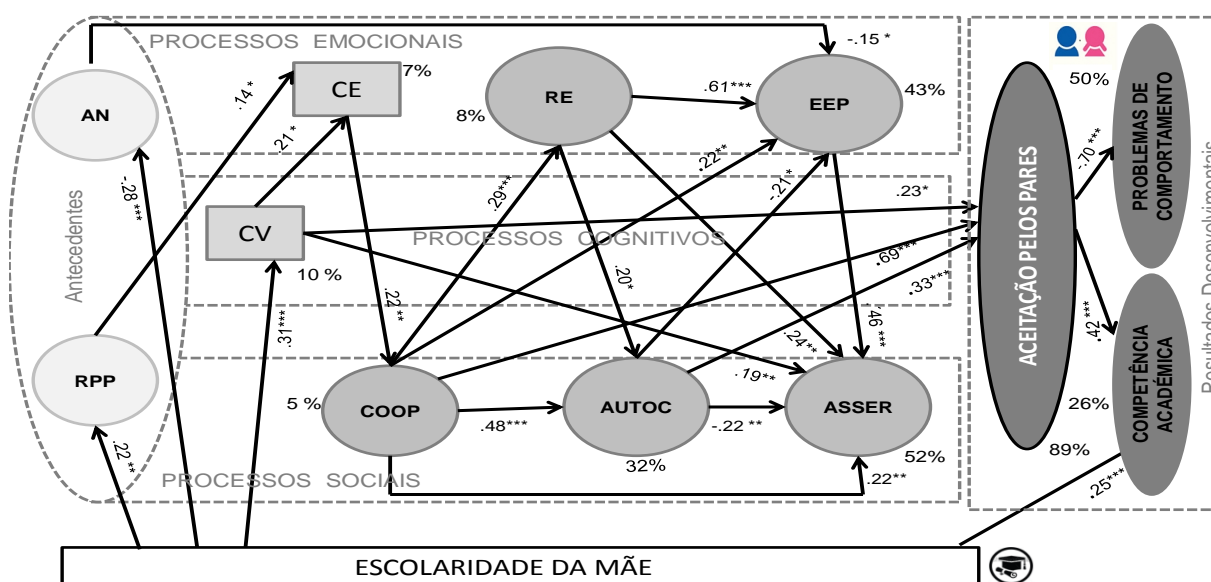 PROCESSOS EMOCIONAIS
-.15 *
AN
.14 *
CE
7%
RE
8%
.61***
EEP
43%
50%
PROBLEMAS DE
COMPORTAMENTO
.21 *
-.28 ***
.29***
.22**
-.21*
-.70 ***
Antecedentes
CV
10 %
PROCESSOS COGNITIVOS
.23*
.69***
.33***
ACEITAÇÃO PELOS PARES
Resultados Desenvolvimentais
.31***
.22 **
.20*
.24**
.46 ***
.42 ***
RPP
5 %
COOP
.48***
AUTOC
32%
-.22 **
.19**
ASSER
52%
26%
COMPETÊNCIA
ACADÉMICA
89%
.22 **
PROCESSOS SOCIAIS
.22**
.25***
ESCOLARIDADE DA MÃE